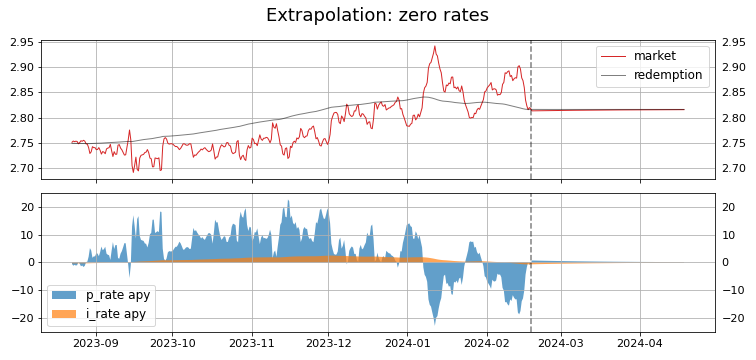 Extrapolation: zero rates
2.95 2.95
2.90 2.90
2.85 2.85
2.80 2.80
2.75 2.75
2.70 2.70
market
redemption
20 20
10 10
0 0
−10 −10
−20 −20
p_rate apy
i_rate apy
2023-09 2023-10 2023-11 2023-12 2024-01 2024-02 2024-03 2024-04